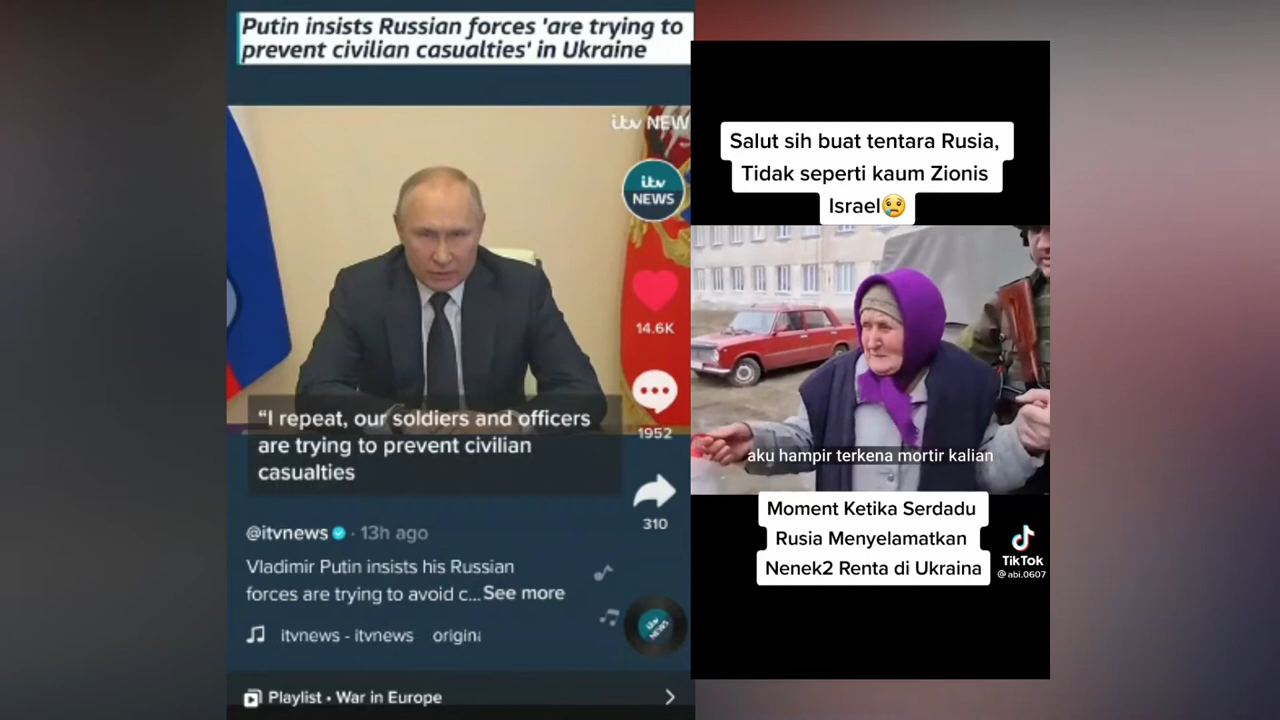 Putin insists Russian forces 'are trying to
prevent civilian casualties' in Ukraine
itv NEW
itv
NEWS
14.6K
1952
310
“I repeat, our soldiers and officers
are trying to prevent civilian
casualties
@itvnews · 13h ago
Vladimir Putin insists his Russian
forces are trying to avoid c... See more
itvnews - itvnews origina
itv
NEWS
Playlist • War in Europe
Salut sih buat tentara Rusia,
Tidak seperti kaum Zionis
Israel😢
aku hampir terkena mortir kalian
Moment Ketika Serdadu
Rusia Menyelamatkan
Nenek2 Renta di Ukraina
TikTok
@abi.0607